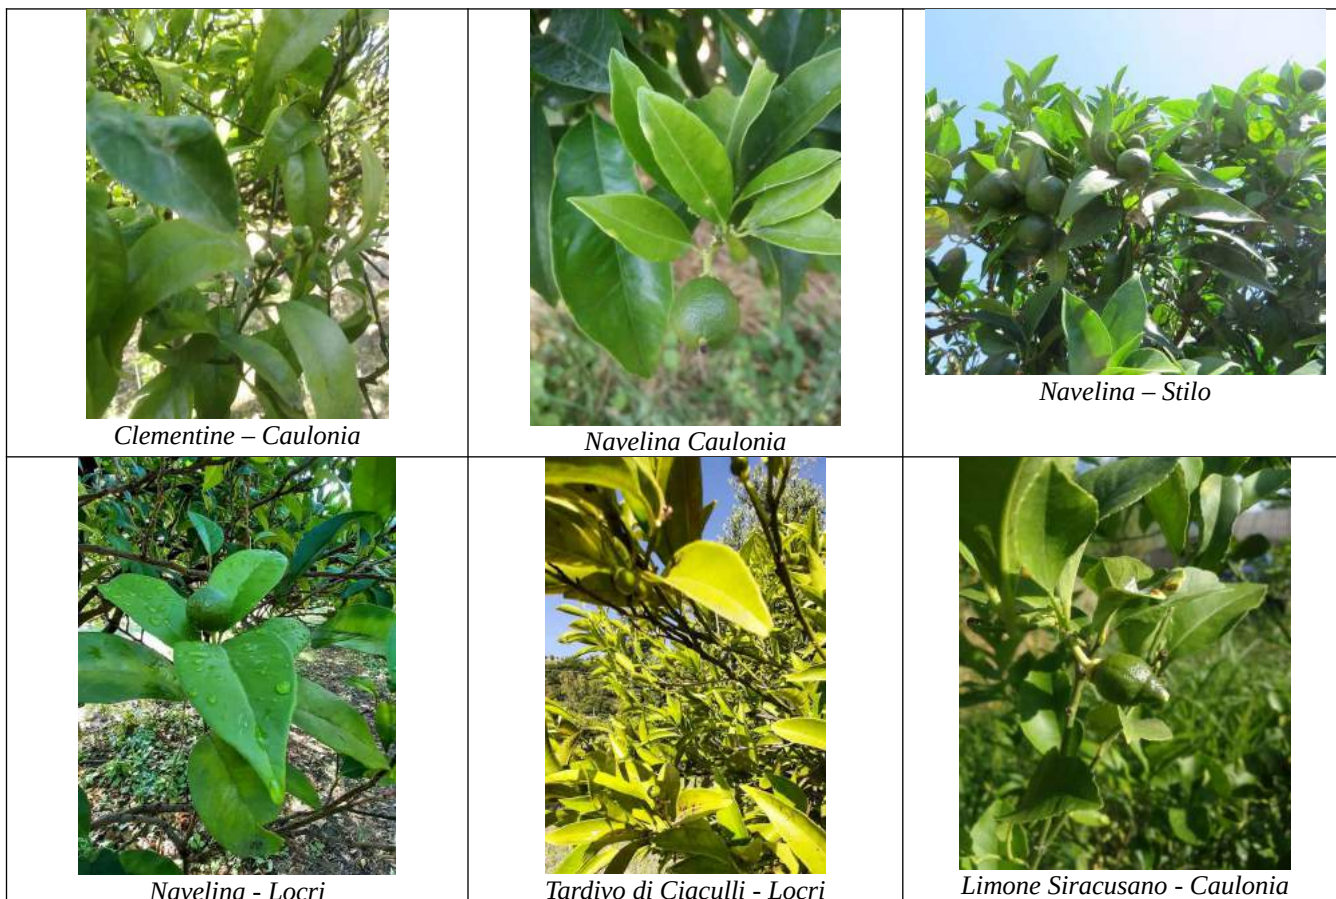 Clementine – Caulonia
Navelina Caulonia
Navelina – Stilo
Navelina - Locri
Tardivo di Ciaculli - Locri
Limone Siracusano - Caulonia